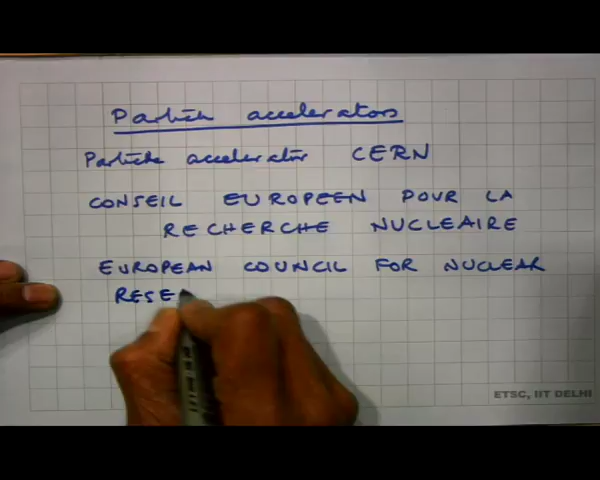 Particle accelerators
Particle accelerator CERN
CONSEIL EUROPEEN POUR LA
RECHERCHE NUCLEAIRE
EUROPEAN COUNCIL FOR NUCLEAR
RESE
ETSC, IIT DELHI